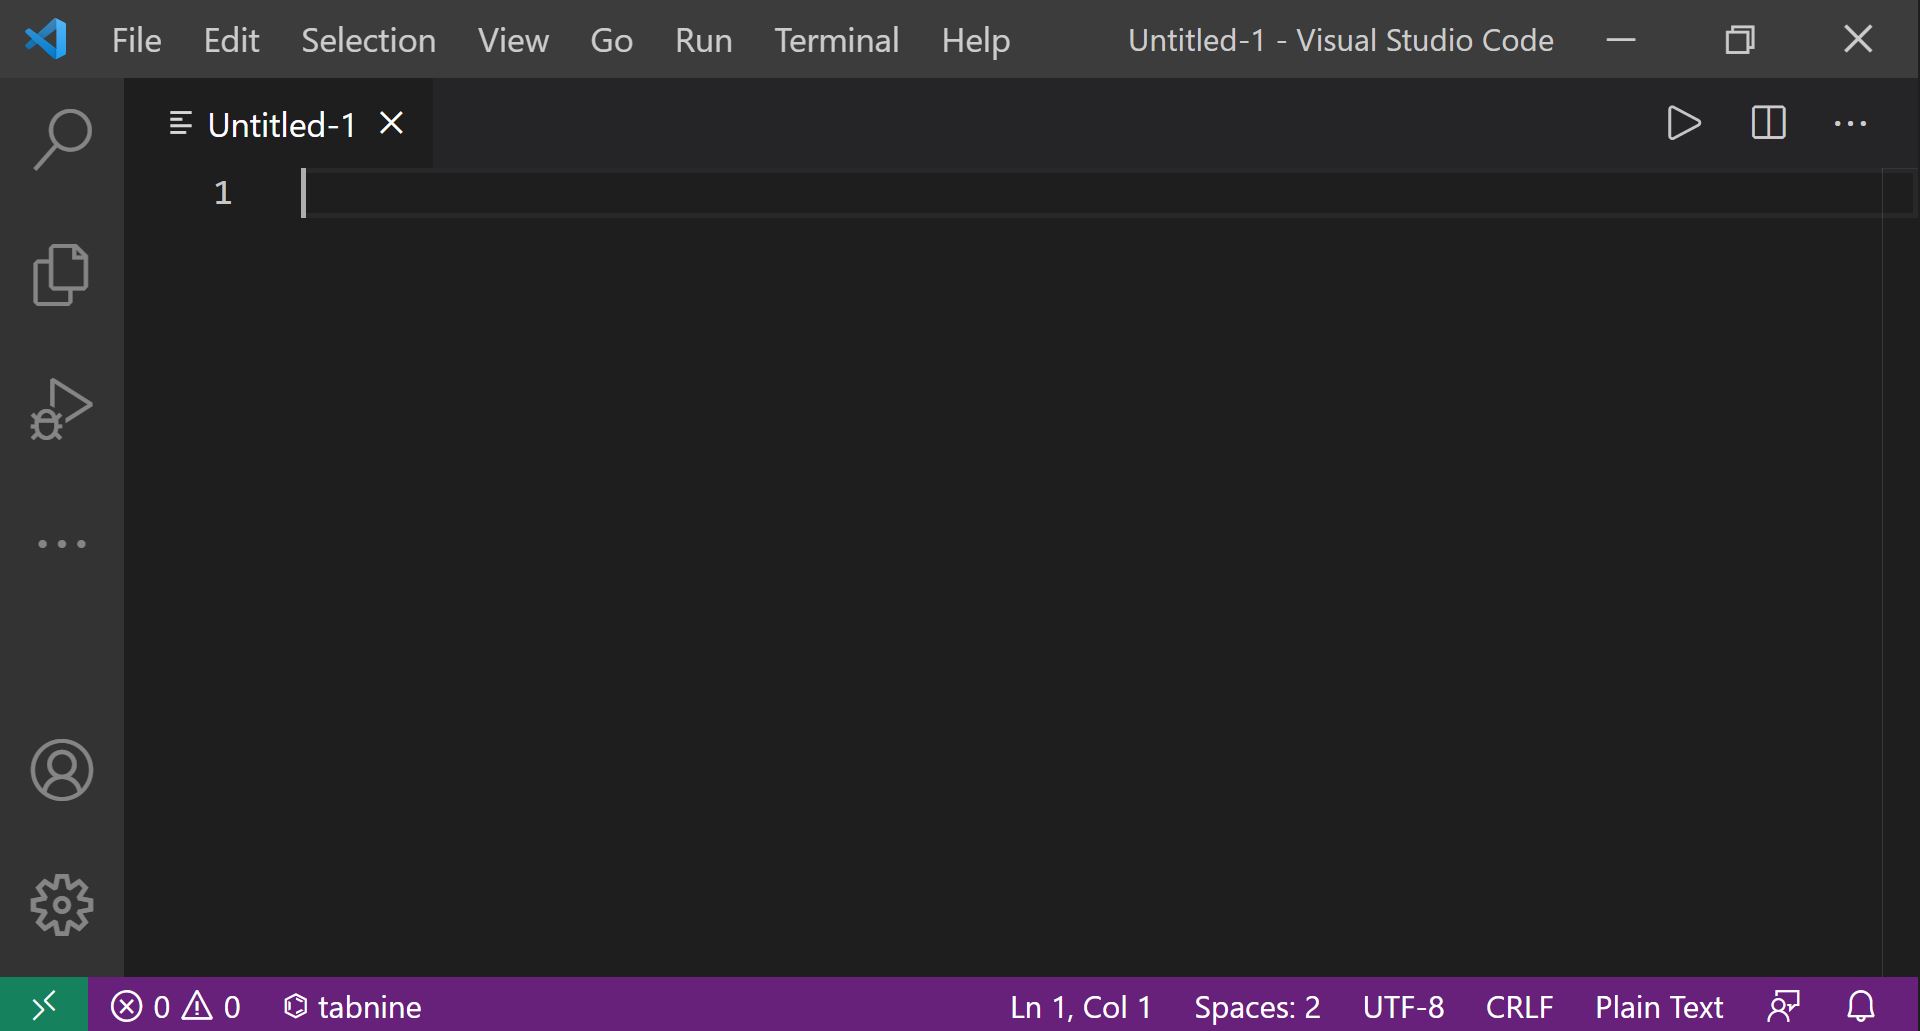 File Edit Selection View Go Run Terminal Help Untitled-1 - Visual Studio Code
Untitled-1
1
0 0 tabnine Ln 1, Col 1 Spaces: 2 UTF-8 CRLF Plain Text